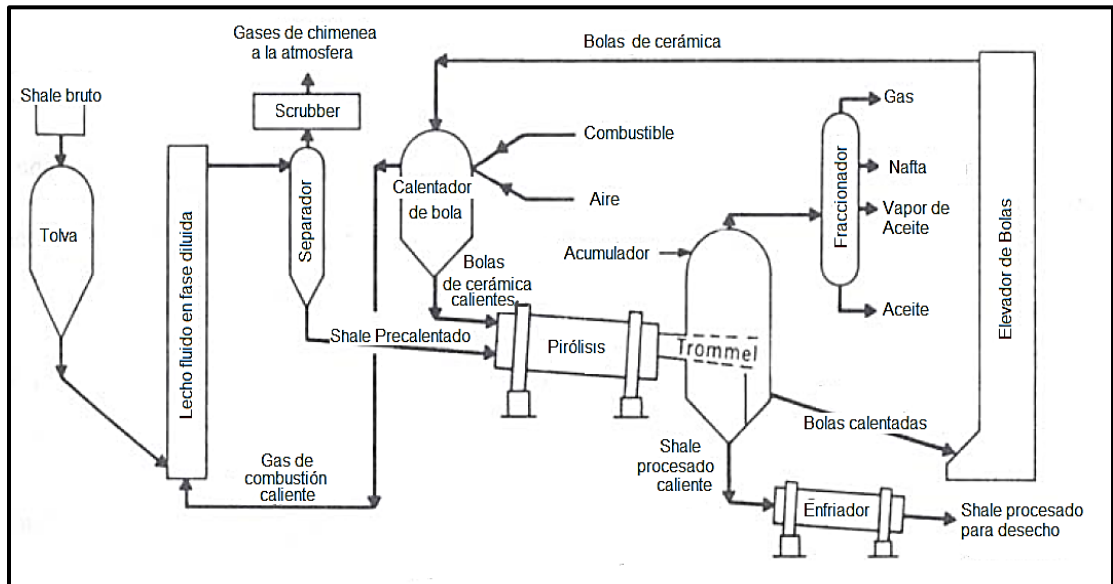 Gases de chimenea
a la atmosfera
Bolas de cerámica
Shale bruto
Scrubber
Gas
Combustible
Nafta
Calentador
de bola
Aire
Vapor de
Aceite
Tolva
Lecho fluido en fase diluida
Separador
Fraccionador
Elevador de Bolas
Acumulador
Bolas
de cerámica
calientes
Aceite
Shale Precalentado
Pirólisis
Trommel
Bolas calentadas
Gas de
combustión
caliente
Shale
procesado
caliente
Enfriador
Shale procesado
para desecho